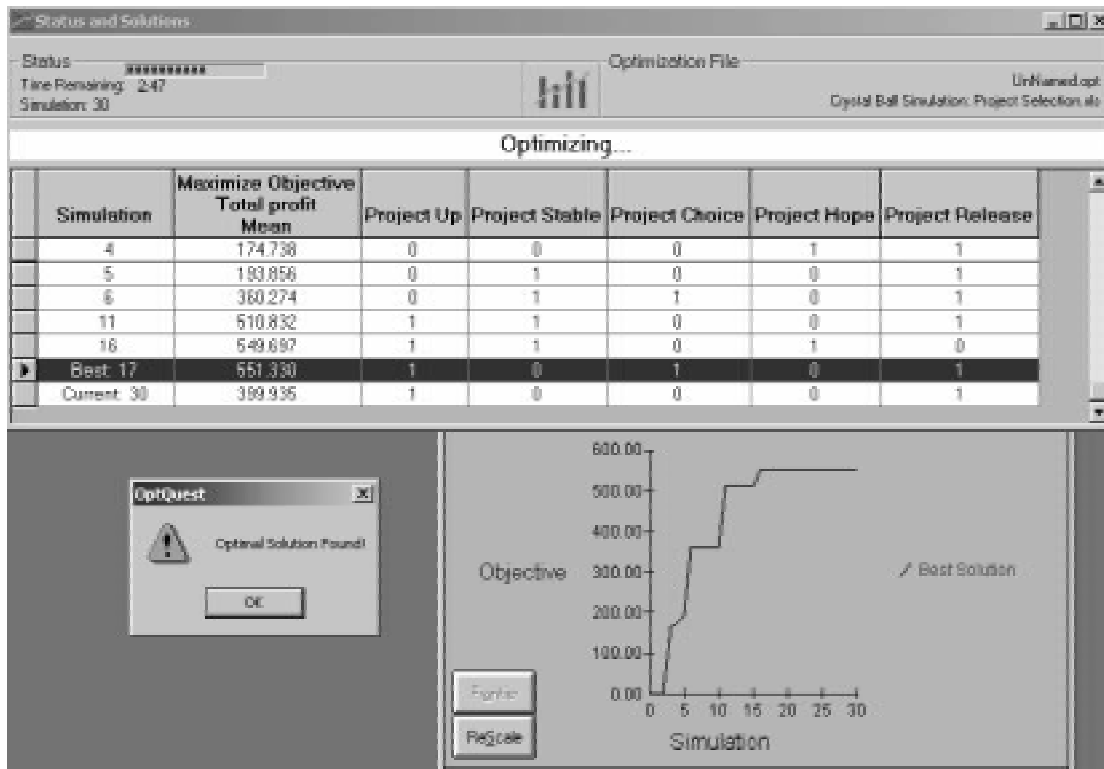 Status and Solutions
Status
Time Remaining: 2:47
Simulation: 30
Optimization File
UnNamed.opt
Crystal Ball Simulation: Project Selection.xls
Optimizing...
Simulation Maximize Objective Total profit Mean Project Up Project Stable Project Choice Project Hope Project Release
4 174.738 0 0 0 1 1
5 193.856 0 1 0 0 1
6 360.274 0 1 1 0 1
11 510.832 1 1 0 0 1
16 549.697 1 1 0 1 0
Best: 17 551.330 1 0 1 0 1
Current: 30 399.935 1 0 0 0 1
OptQuest
Optimal Solution Found!
OK
600.00
500.00
400.00
300.00
200.00
100.00
0.00
Objective
Best Solution
0 5 10 15 20 25 30
Simulation
ReScale